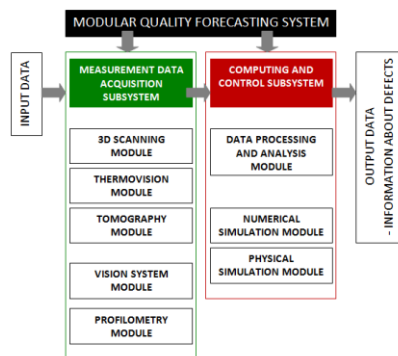 MODULAR QUALITY FORECASTING SYSTEM
INPUT DATA
MEASUREMENT DATA
ACQUISITION
SUBSYSTEM
3D SCANNING
MODULE
THERMOVISION
MODULE
TOMOGRAPHY
MODULE
VISION SYSTEM
MODULE
PROFILOMETRY
MODULE
COMPUTING AND
CONTROL SUBSYSTEM
DATA PROCESSING
AND ANALYSIS
MODULE
NUMERICAL
SIMULATION MODULE
PHYSICAL
SIMULATION MODULE
OUTPUT DATA
- INFORMATION ABOUT DEFECTS